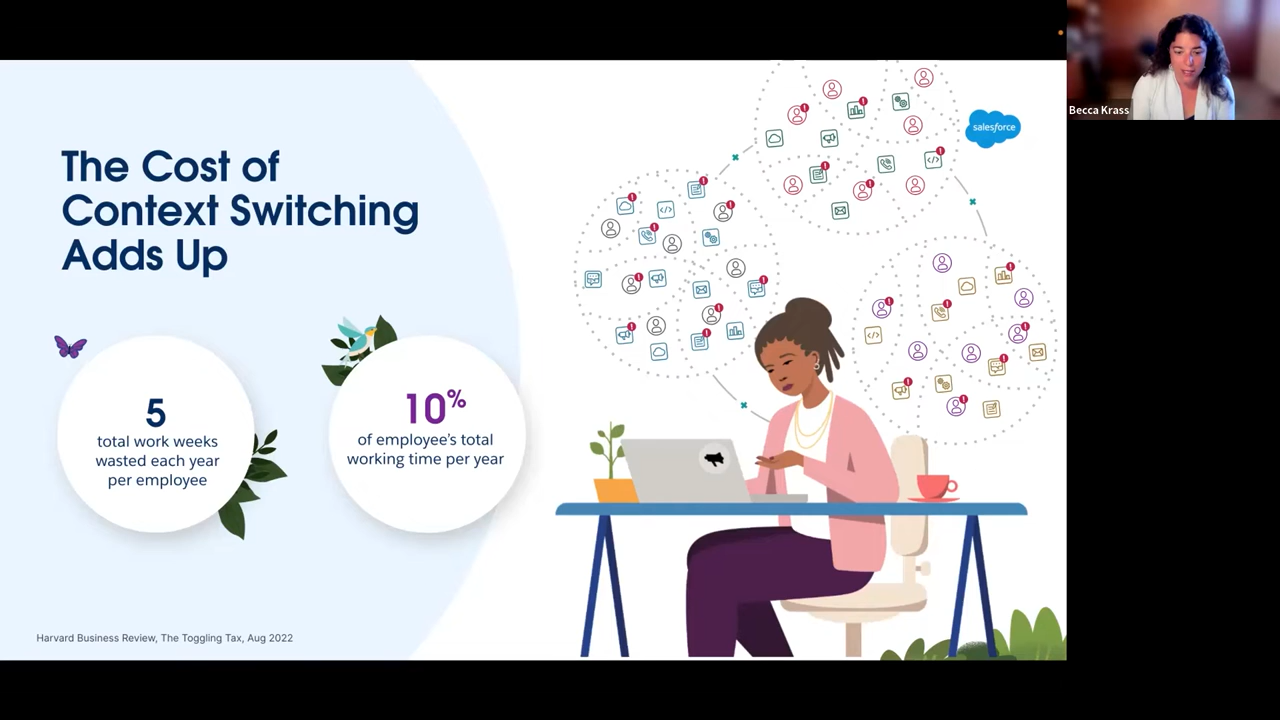 Becca Krass
salesforce
The Cost of
Context Switching
Adds Up
5
total work weeks
wasted each year
per employee
10%
of employee's total
working time per year
Harvard Business Review, The Toggling Tax, Aug 2022